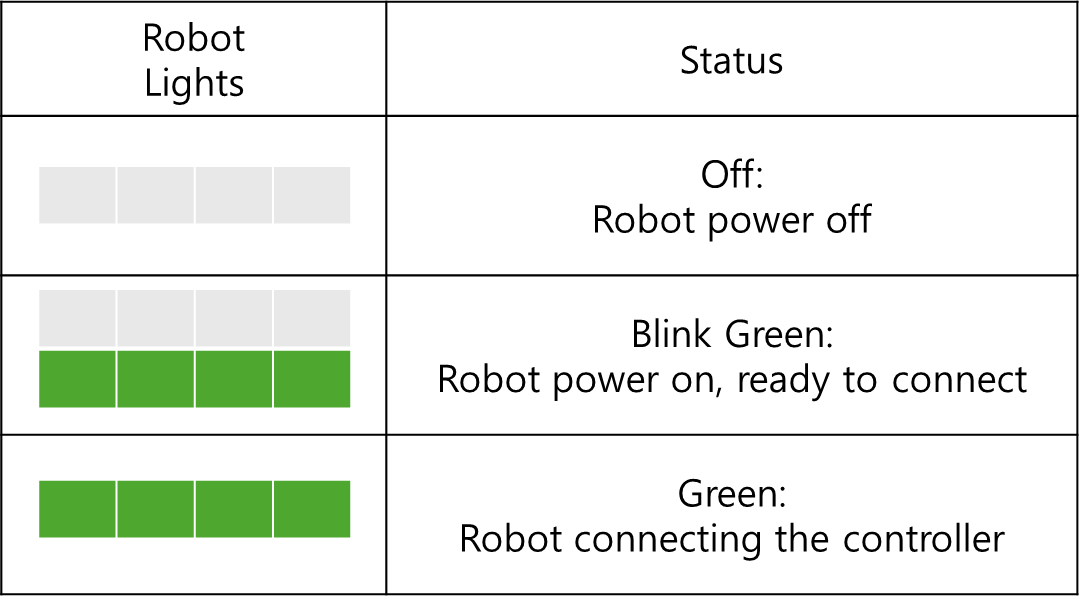 Robot
Lights
Status
Off:
Robot power off
Blink Green:
Robot power on, ready to connect
Green:
Robot connecting the controller